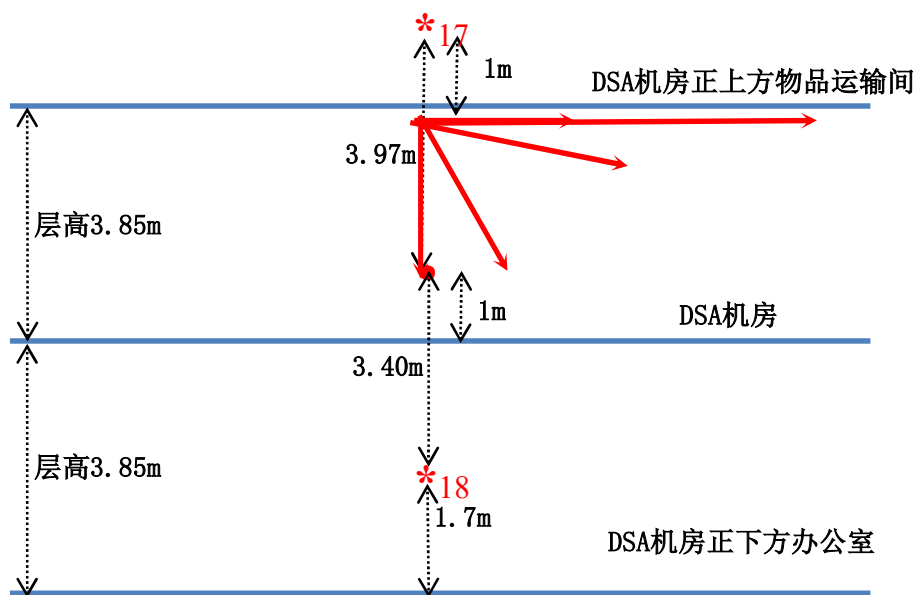 *17
1m
DSA机房正上方物品运输间
3.97m
层高3.85m
1m
DSA机房
3.40m
层高3.85m
*18
1.7m
DSA机房正下方办公室